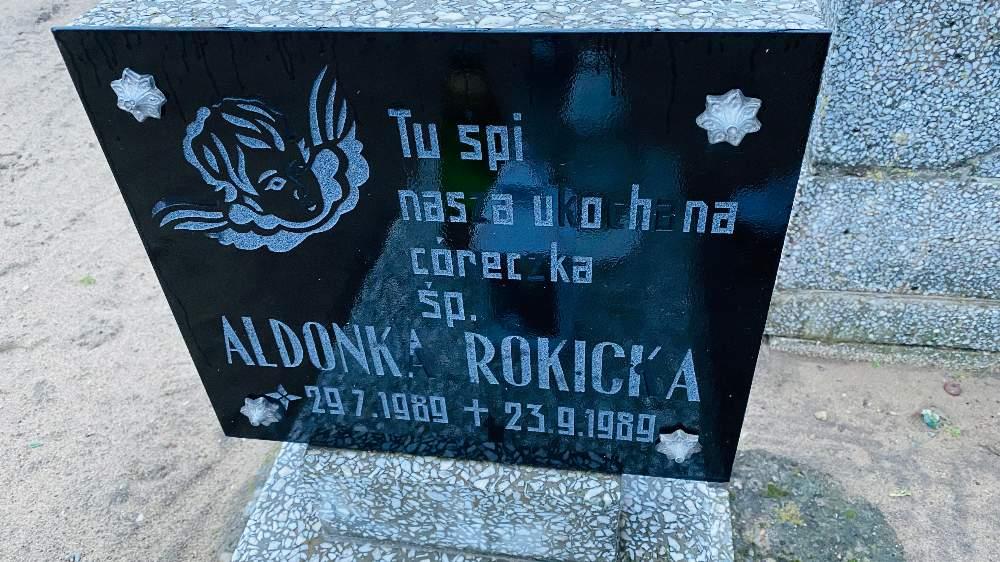 Tu śpi
nasza ukochana
córeczka
śp.
ALDONKA ROKICKA
29.7.1989 + 23.9.1989